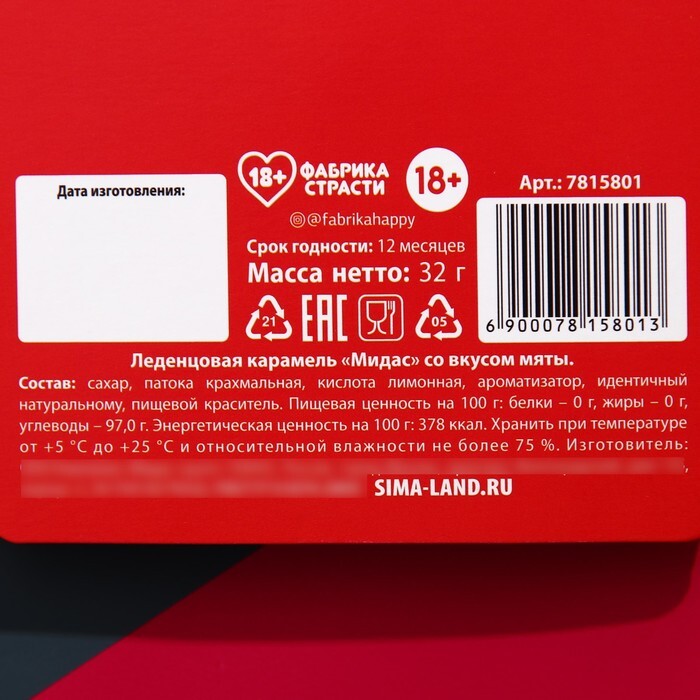 18+ ФАБРИКА СТРАСТИ
18+
Арт.: 7815801
Дата изготовления:
@fabrikahappy
Срок годности: 12 месяцев
Масса нетто: 32 г
21 EAC 05
6 900078 158013
Леденцовая карамель «Мидас» со вкусом мяты.
Состав: сахар, патока крахмальная, кислота лимонная, ароматизатор, идентичный
натуральному, пищевой краситель. Пищевая ценность на 100 г: белки – 0 г, жиры – 0 г,
углеводы – 97,0 г. Энергетическая ценность на 100 г: 378 ккал. Хранить при температуре
от +5 °C до +25 °C и относительной влажности не более 75 %. Изготовитель:
SIMA-LAND.RU